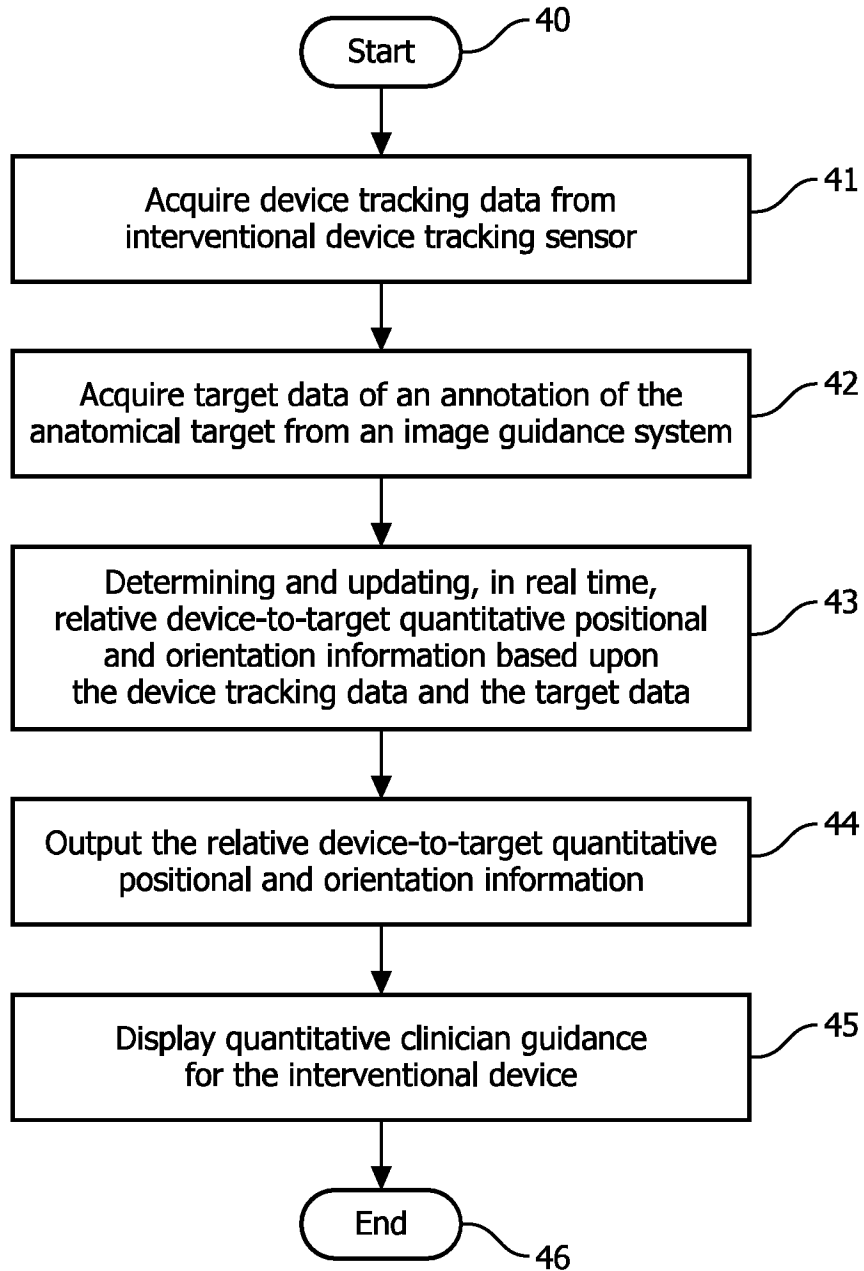 Start
40
Acquire device tracking data from
interventional device tracking sensor
41
Acquire target data of an annotation of the
anatomical target from an image guidance system
42
Determining and updating, in real time,
relative device-to-target quantitative positional
and orientation information based upon
the device tracking data and the target data
43
Output the relative device-to-target quantitative
positional and orientation information
44
Display quantitative clinician guidance
for the interventional device
45
End
46